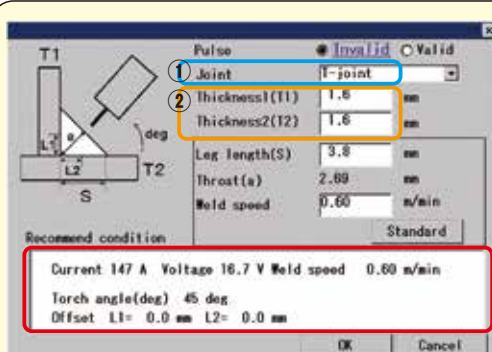 T1
T2
L1
L2
S
θ
deg
Pulse Invalid Valid
① Joint T-joint
② Thickness1(T1) 1.6 mm
Thickness2(T2) 1.6 mm
Leg length(S) 3.8 mm
Throat(a) 2.69 mm
Weld speed 0.60 m/min
Standard
Recommend condition
Current 147 A Voltage 16.7 V Weld speed 0.60 m/min
Torch angle(deg) 45 deg
Offset L1= 0.0 mm L2= 0.0 mm
OK Cancel